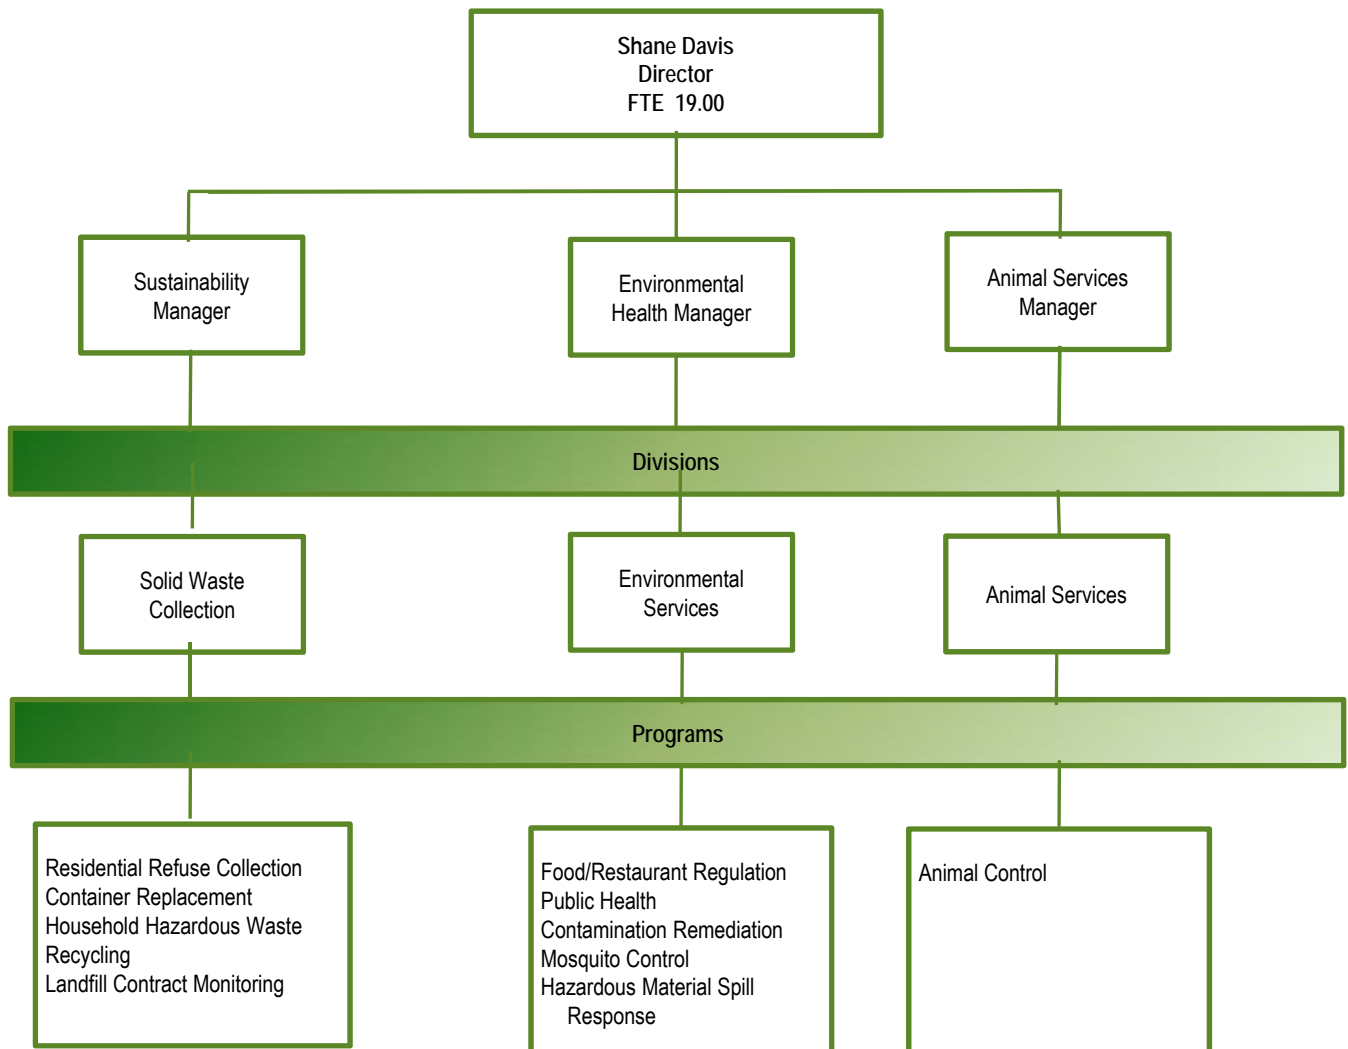 Shane Davis
Director
FTE 19.00
Sustainability
Manager
Environmental
Health Manager
Animal Services
Manager
Divisions
Solid Waste
Collection
Environmental
Services
Animal Services
Programs
Residential Refuse Collection
Container Replacement
Household Hazardous Waste
Recycling
Landfill Contract Monitoring
Food/Restaurant Regulation
Public Health
Contamination Remediation
Mosquito Control
Hazardous Material Spill
Response
Animal Control